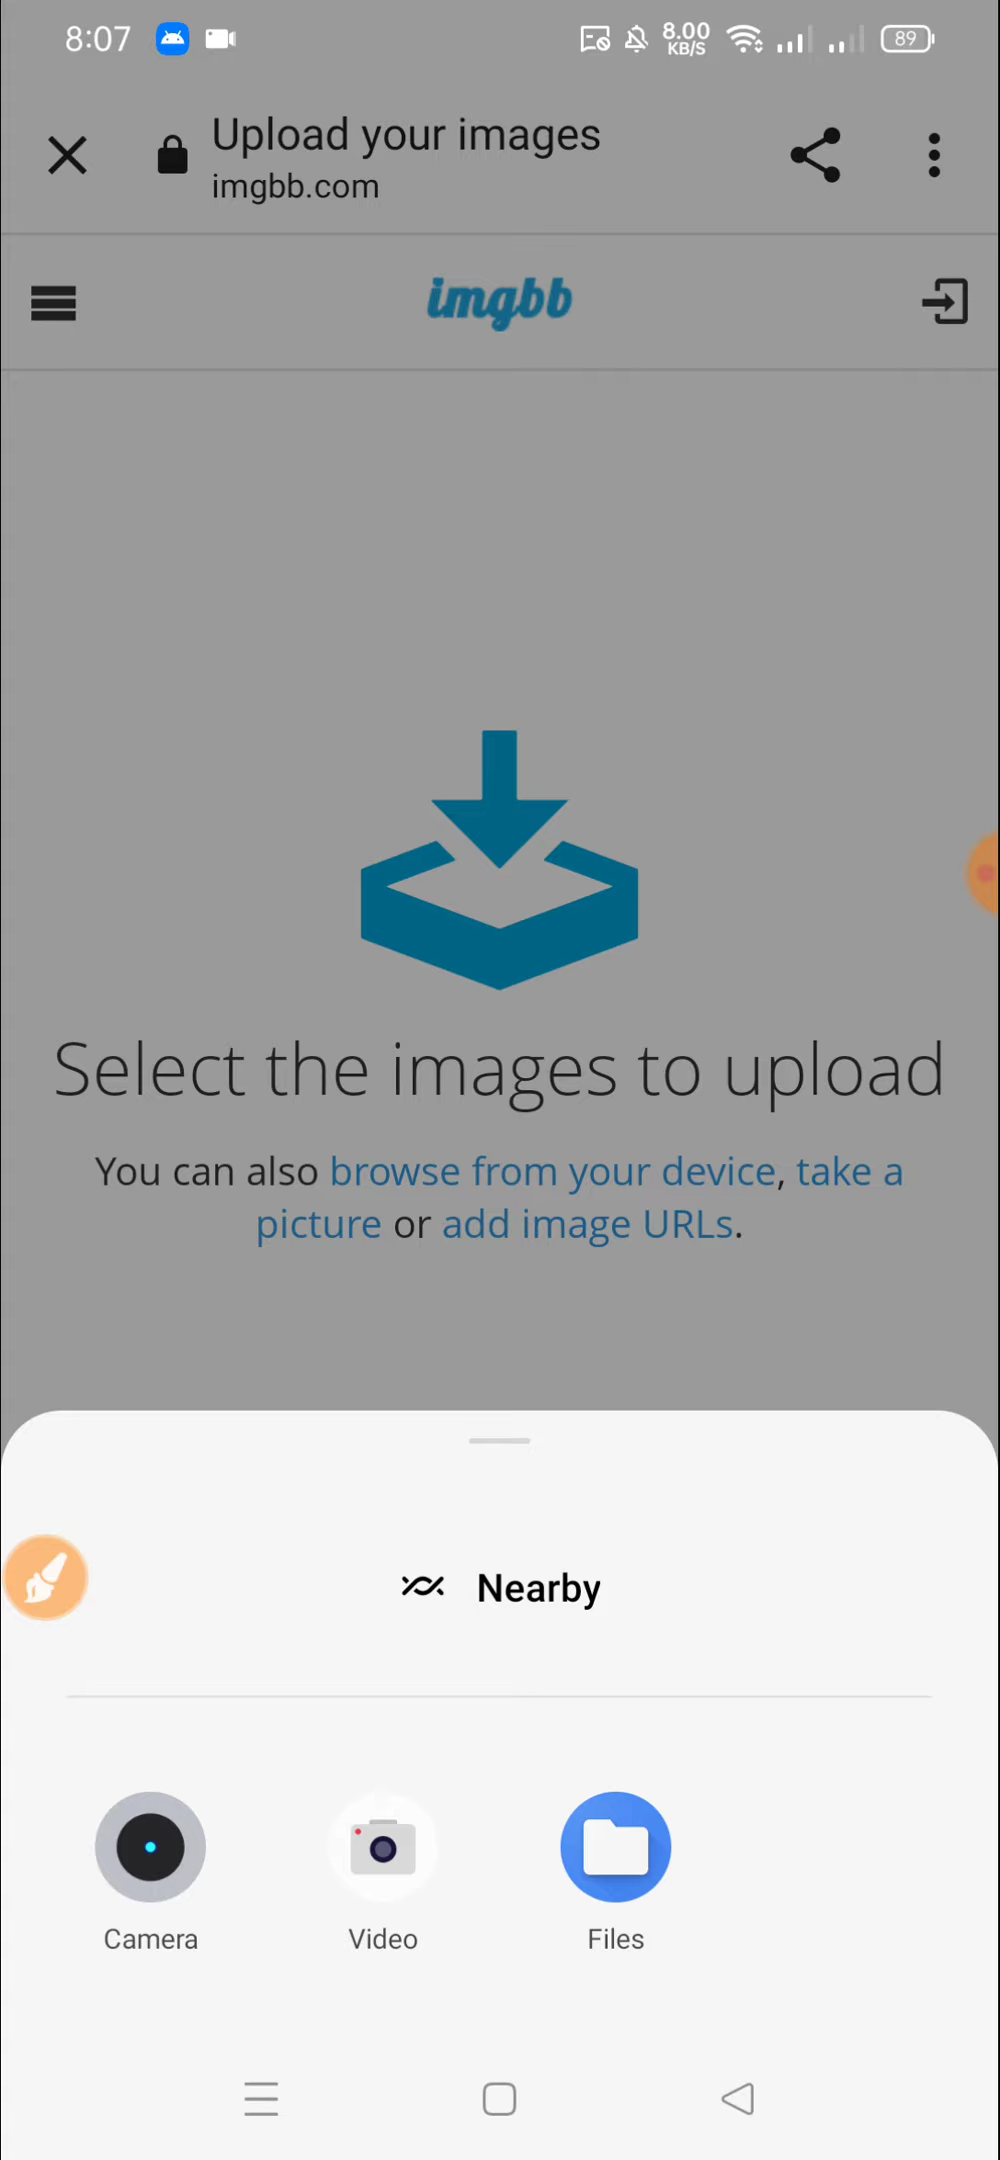 8:07
8.00
KB/S
89
Upload your images
imgbb.com
imgbb
Select the images to upload
You can also browse from your device, take a
picture or add image URLs.
Nearby
Camera
Video
Files